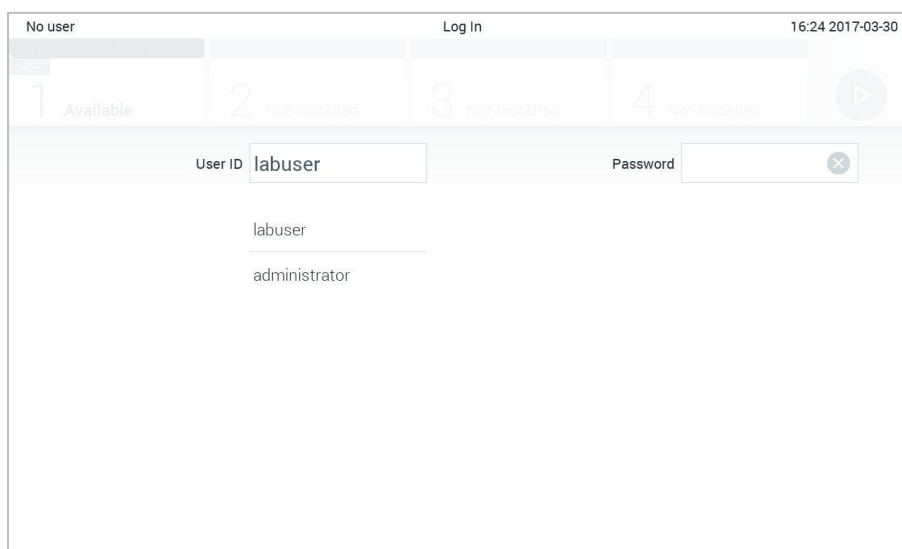 No user Log In 16:24 2017-03-30
1 Available 2 Not installed 3 Not installed 4 Not installed
User ID labuser Password
labuser
administrator